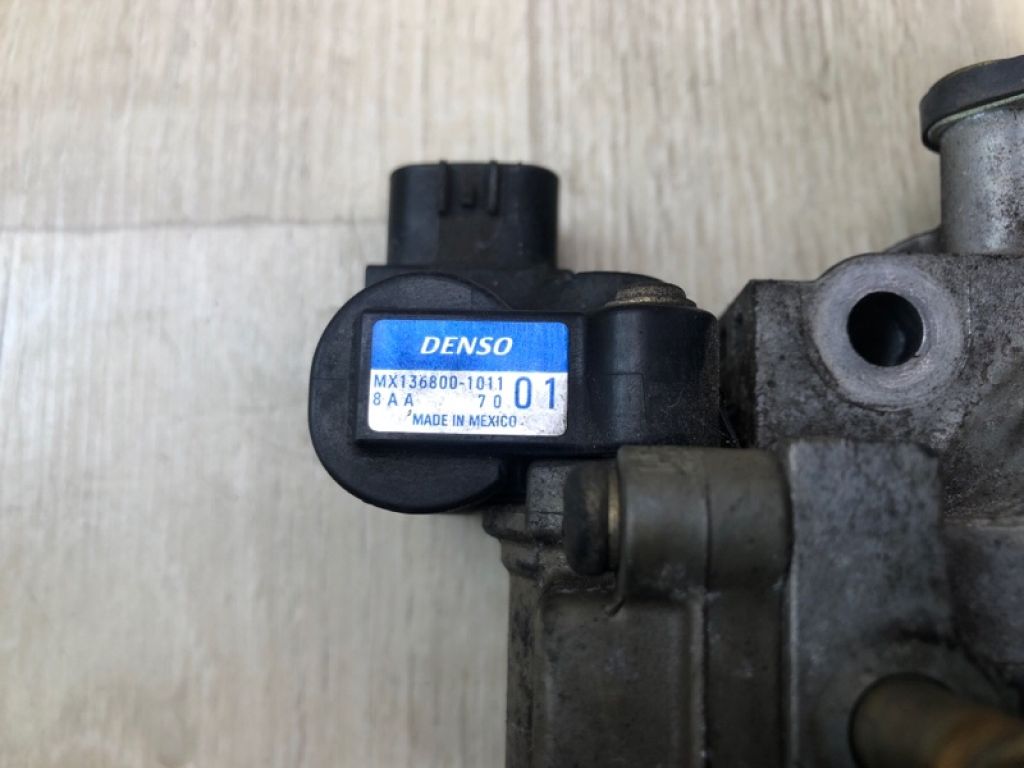 DENSO
MX136800-1011 01
8AA 70
MADE IN MEXICO